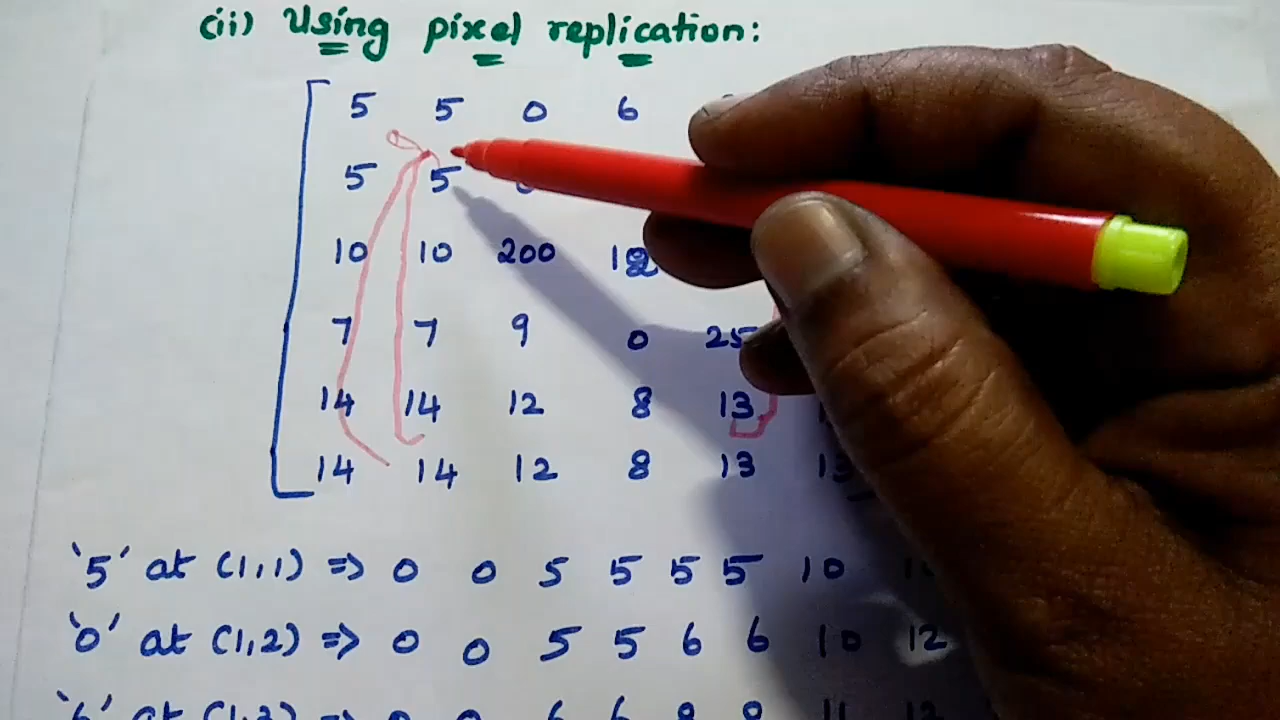 (ii) Using pixel replication:
5 5 0 6
5 5
10 10 200
7 7 9 0 25
14 14 12 8 13
14 14 12 8 13 13
'5' at (1,1) => 0 0 5 5 5 5 10
'0' at (1,2) => 0 0 5 5 6 6 10 12